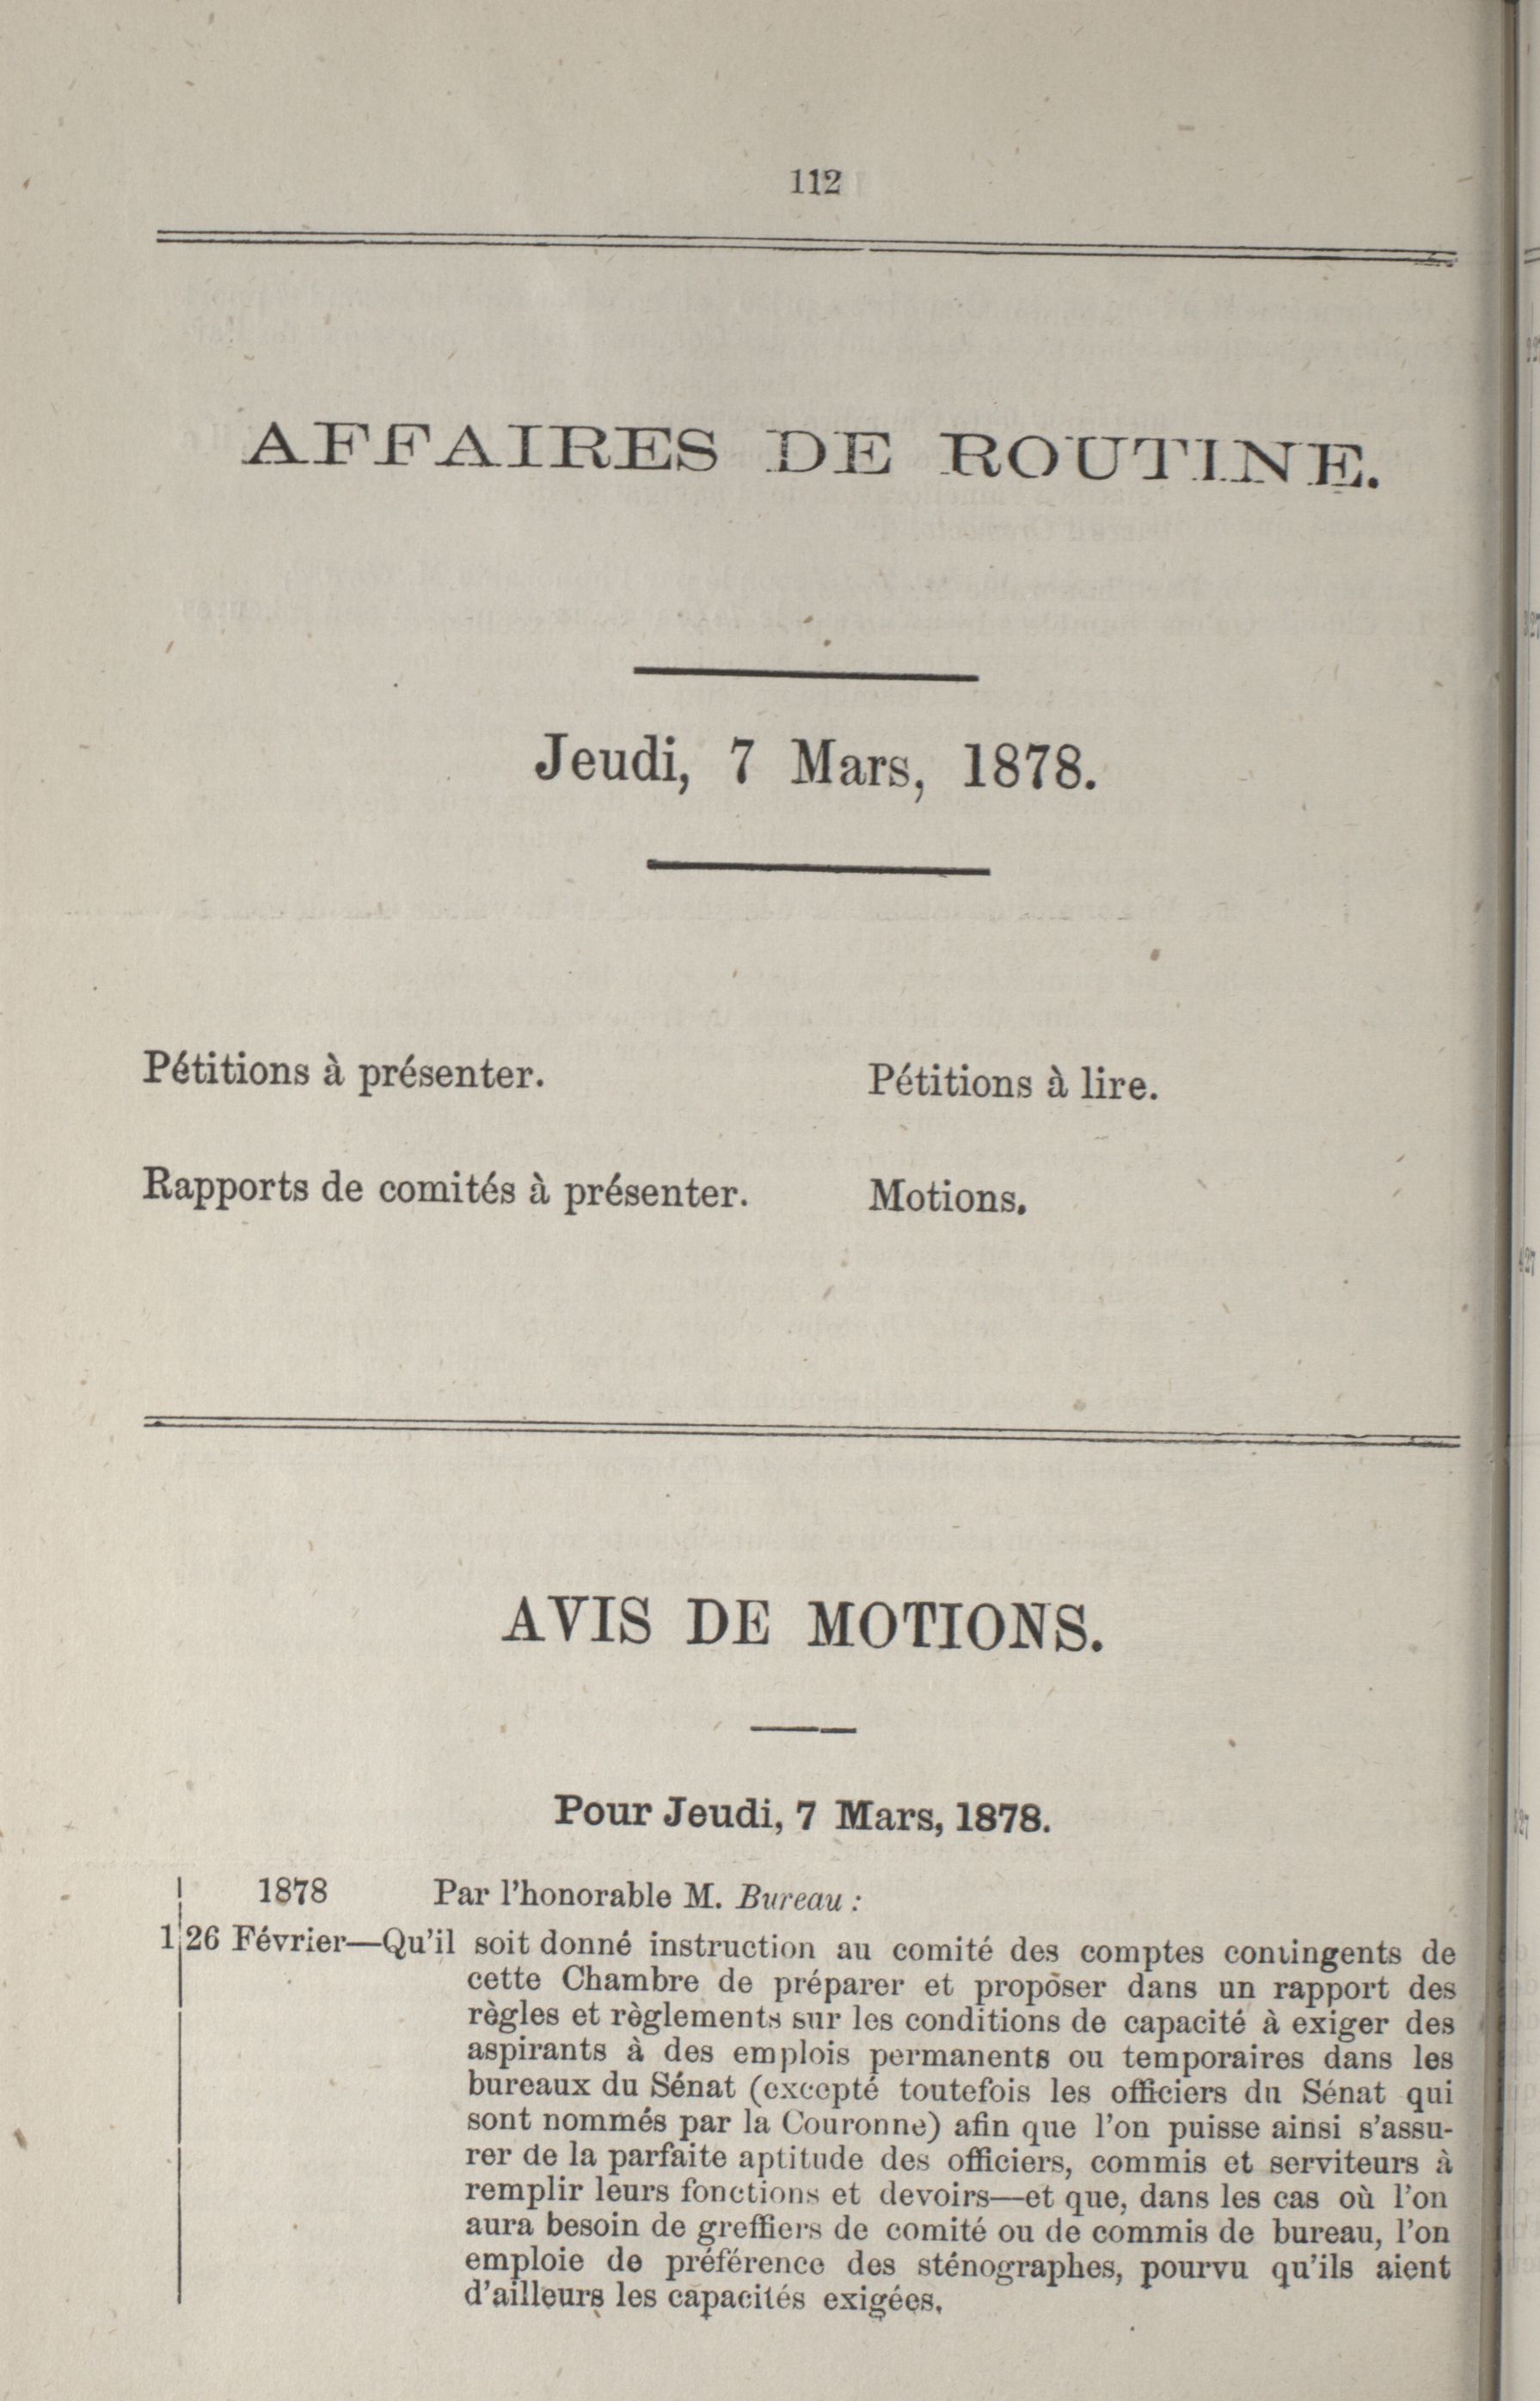 112
AFFAIRES DE ROUTINE.
Jeudi, 7 Mars, 1878.
Pétitions à présenter.
Pétitions à lire.
Rapports de comités à présenter.
Motions.
AVIS DE MOTIONS.
Pour Jeudi, 7 Mars, 1878.
1878 Par l'honorable M. Bureau :
1 26 Février—Qu'il soit donné instruction au comité des comptes contingents de
cette Chambre de préparer et proposer dans un rapport des
règles et règlements sur les conditions de capacité à exiger des
aspirants à des emplois permanents ou temporaires dans les
bureaux du Sénat (excepté toutefois les officiers du Sénat qui
sont nommés par la Couronne) afin que l'on puisse ainsi s'assu-
rer de la parfaite aptitude des officiers, commis et serviteurs à
remplir leurs fonctions et devoirs—et que, dans les cas où l'on
aura besoin de greffiers de comité ou de commis de bureau, l'on
emploie de préférence des sténographes, pourvu qu'ils aient
d'ailleurs les capacités exigées.